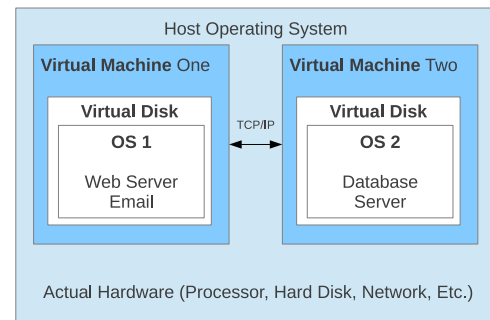 Host Operating System
Virtual Machine One
Virtual Disk
OS 1
Web Server
Email
TCP/IP
Virtual Machine Two
Virtual Disk
OS 2
Database
Server
Actual Hardware (Processor, Hard Disk, Network, Etc.)